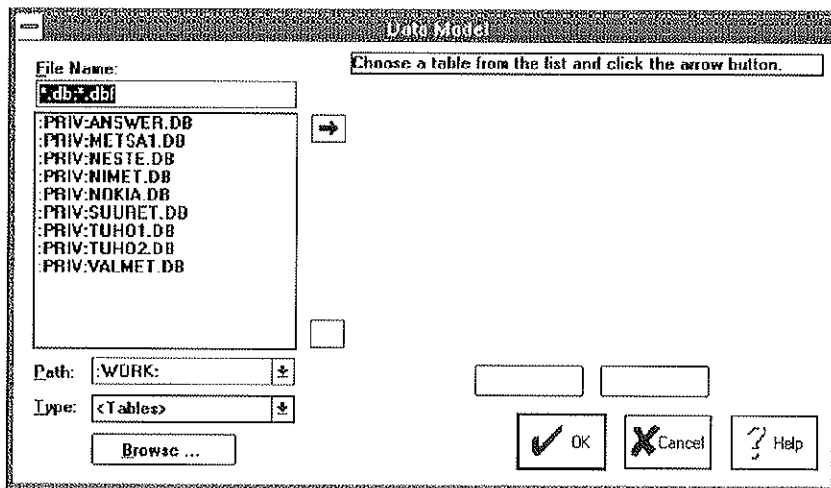 Data Model
File Name:
*.db;*.dbf
:PRIV:ANSWER.DB
:PRIV:METSA1.DB
:PRIV:NESTE.DB
:PRIV:NIMET.DB
:PRIV:NOKIA.DB
:PRIV:SUURET.DB
:PRIV:TUHO1.DB
:PRIV:TUHO2.DB
:PRIV:VALMET.DB
Path: :WORK:
Type: <Tables>
Browse ...
Choose a table from the list and click the arrow button.
OK
Cancel
? Help